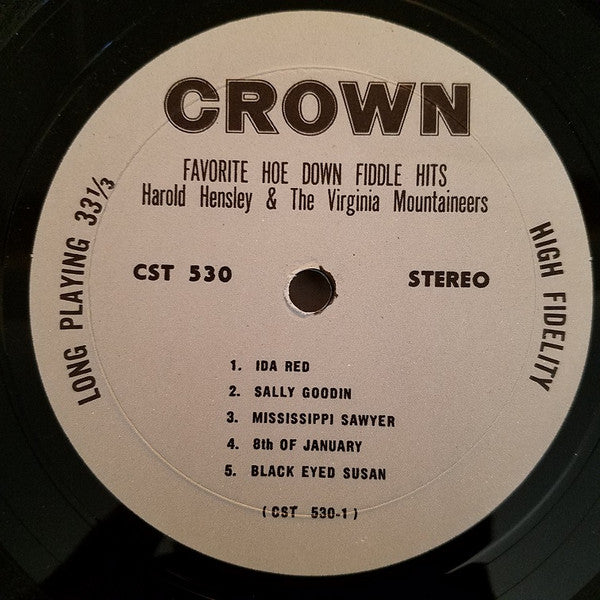 CROWN
FAVORITE HOE DOWN FIDDLE HITS
Harold Hensley & The Virginia Mountaineers
LONG PLAYING 33 1/3
CST 530
STEREO
HIGH FIDELITY
1. IDA RED
2. SALLY GOODIN
3. MISSISSIPPI SAWYER
4. 8th OF JANUARY
5. BLACK EYED SUSAN
(CST 530-1)